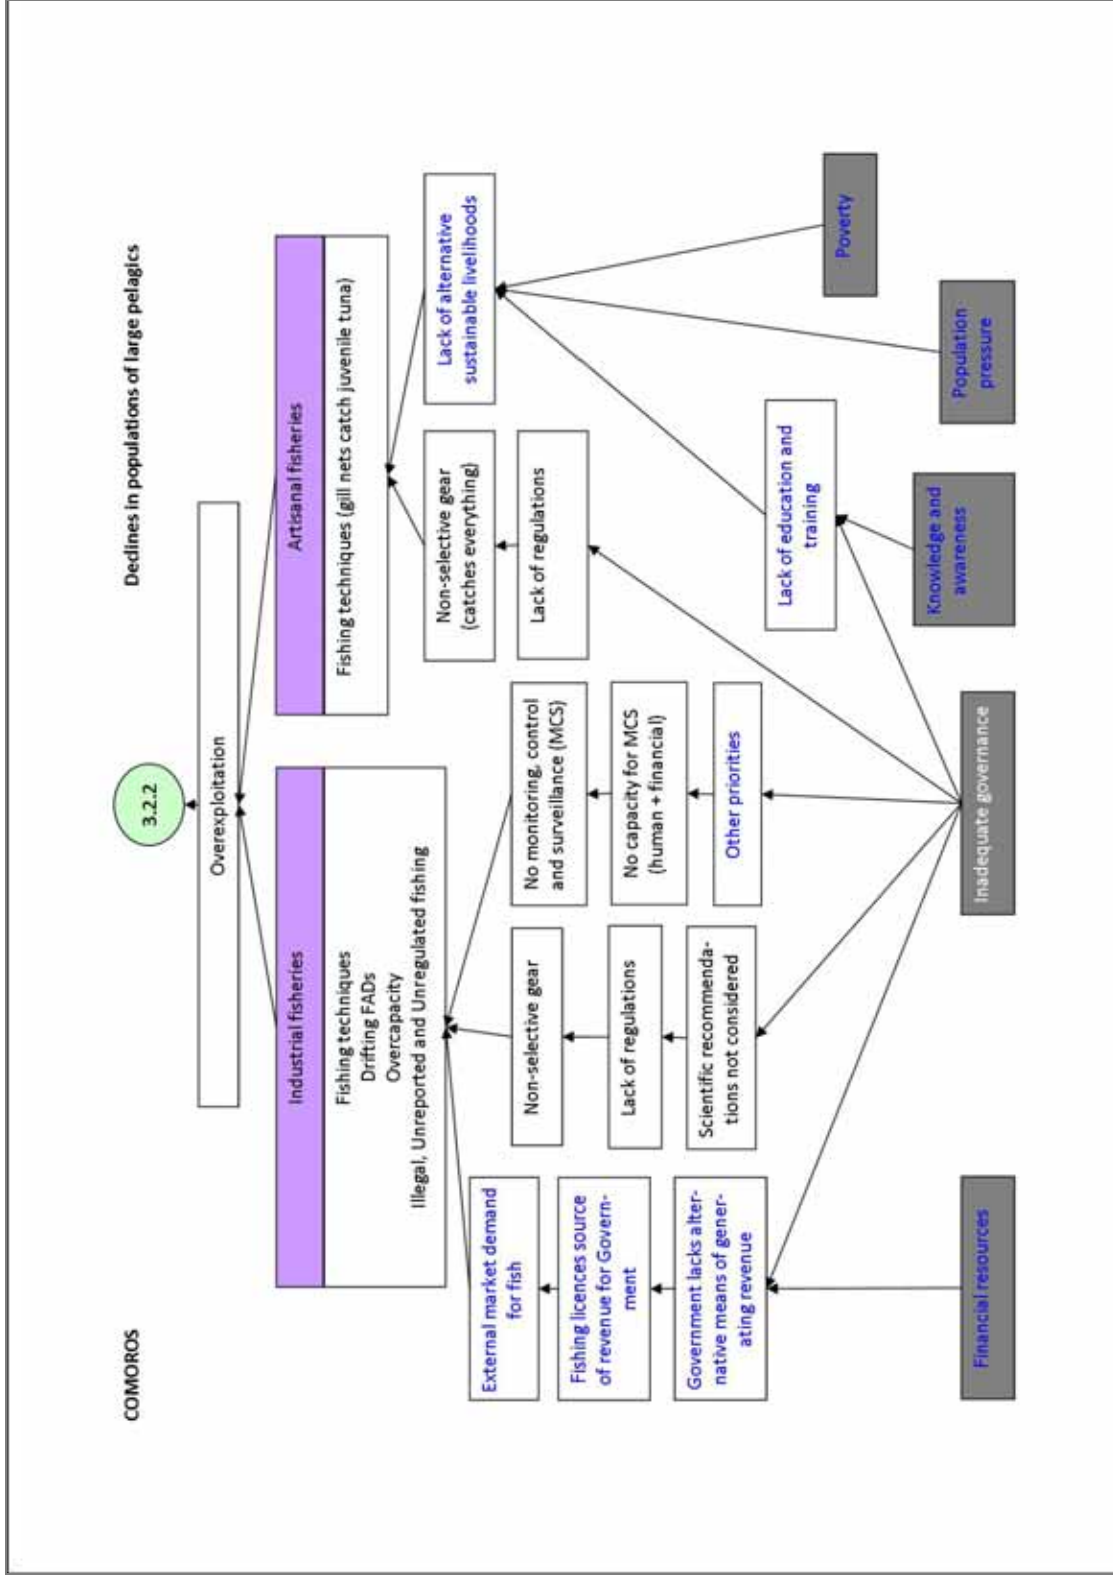 COMOROS
Declines in populations of large pelagics
3.2.2
Overexploitation
Industrial fisheries
Fishing techniques
Drifting FADs
Overcapacity
Illegal, Unreported and Unregulated fishing
Artisanal fisheries
Fishing techniques (gill nets catch juvenile tuna)
External market demand
for fish
Fishing licences source
of revenue for Govern-
ment
Government lacks alter-
native means of gener-
ating revenue
Non-selective gear
Lack of regulations
Scientific recommenda-
tions not considered
No monitoring, control
and surveillance (MCS)
No capacity for MCS
(human + financial)
Other priorities
Non-selective gear
(catches everything)
Lack of regulations
Lack of alternative
sustainable livelihoods
Lack of education and
training
Financial resources
Inadequate governance
Knowledge and
awareness
Population
pressure
Poverty